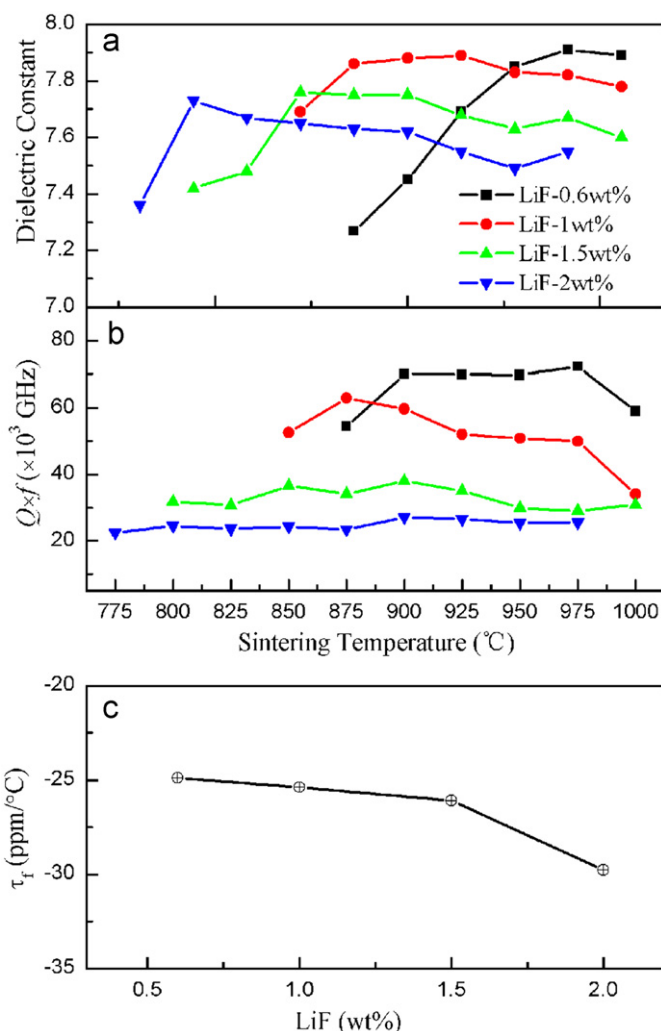 a
Dielectric Constant
8.0
7.8
7.6
7.4
7.2
7.0
LiF-0.6wt%
LiF-1wt%
LiF-1.5wt%
LiF-2wt%
b
Q×f (×10³ GHz)
80
60
40
20
775 800 825 850 875 900 925 950 975 1000
Sintering Temperature (℃)
c
τf (ppm/°C)
-20
-25
-30
-35
0.5 1.0 1.5 2.0
LiF (wt%)